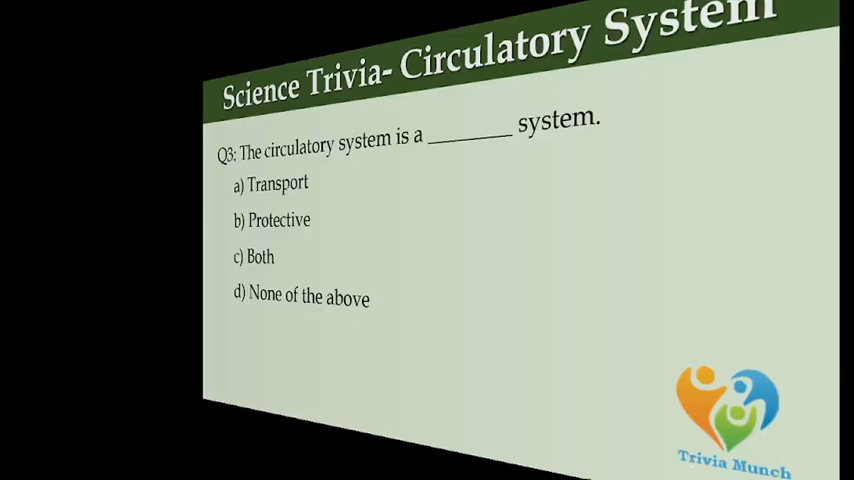 Science Trivia- Circulatory System
Q3: The circulatory system is a ________ system.
a) Transport
b) Protective
c) Both
d) None of the above
Trivia Munch